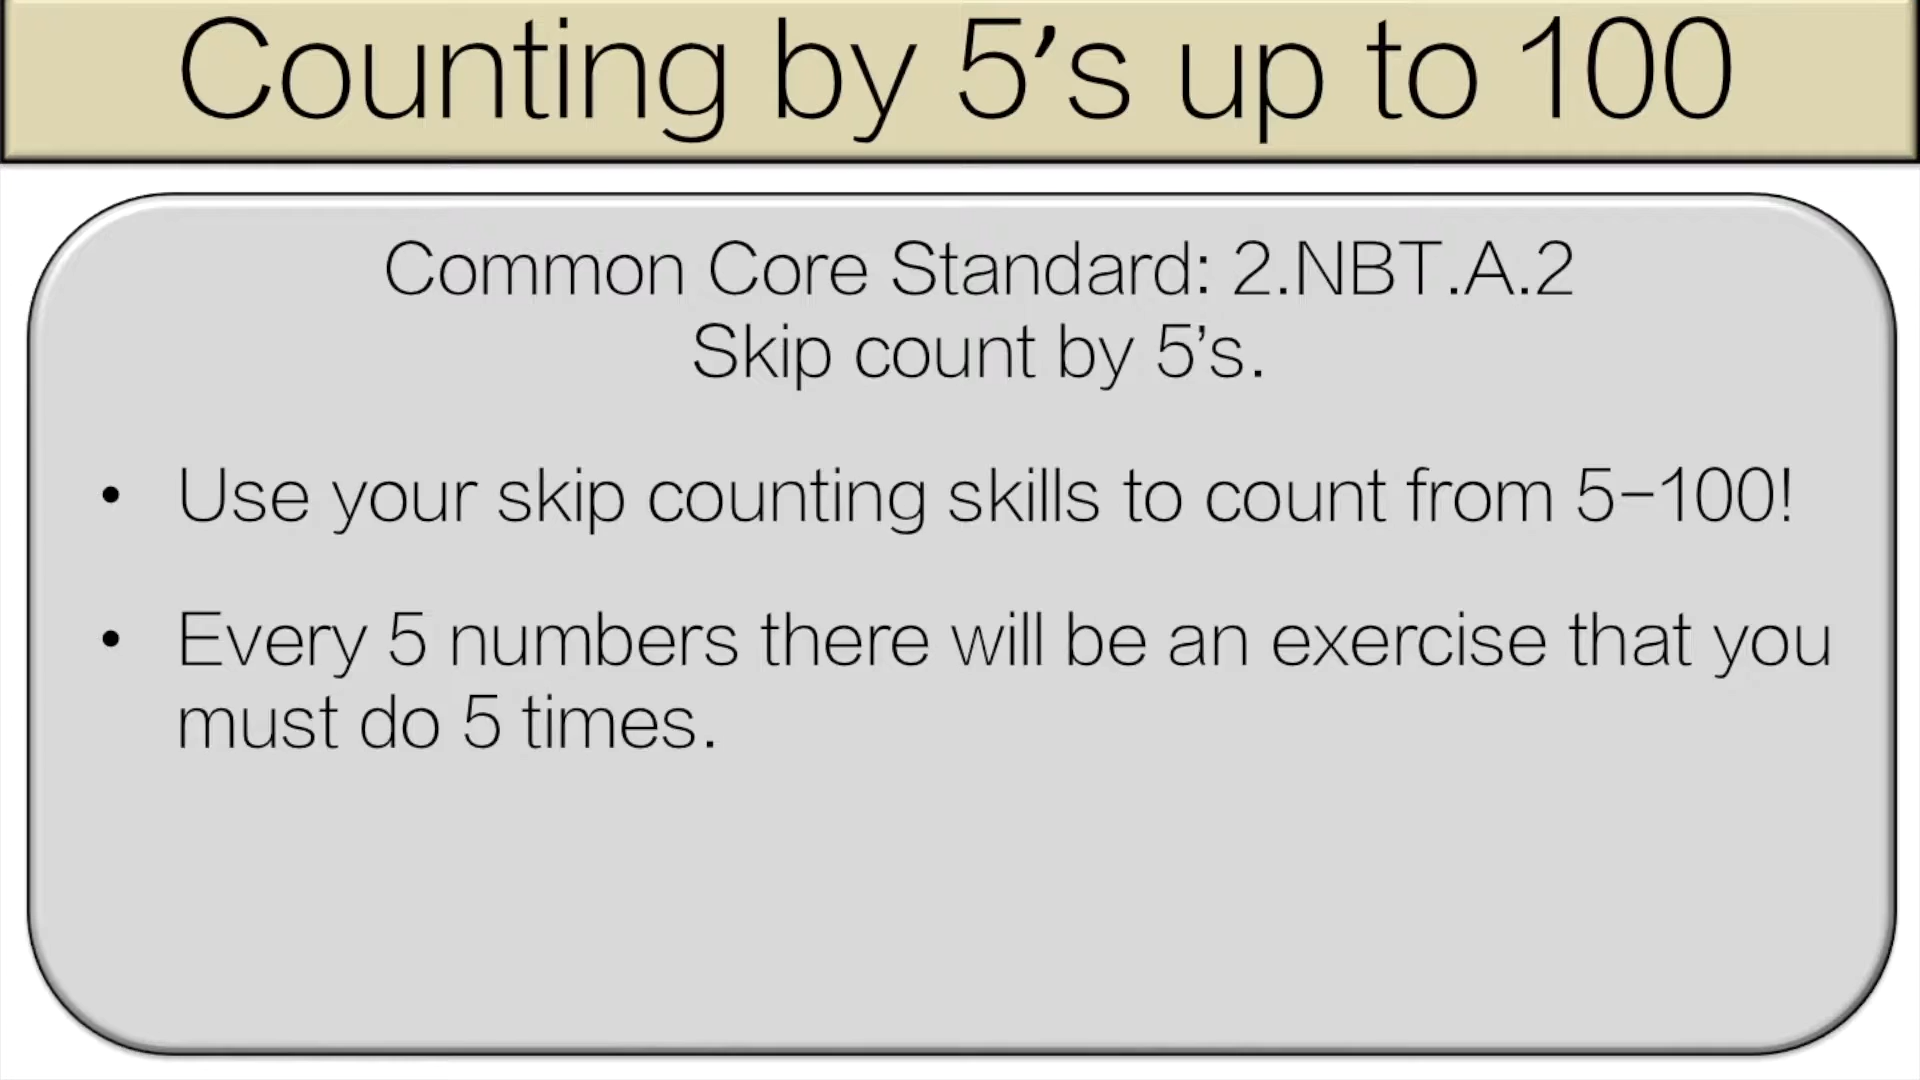 Counting by 5's up to 100
Common Core Standard: 2.NBT.A.2
Skip count by 5’s.
• Use your skip counting skills to count from 5-100!
• Every 5 numbers there will be an exercise that you
must do 5 times.